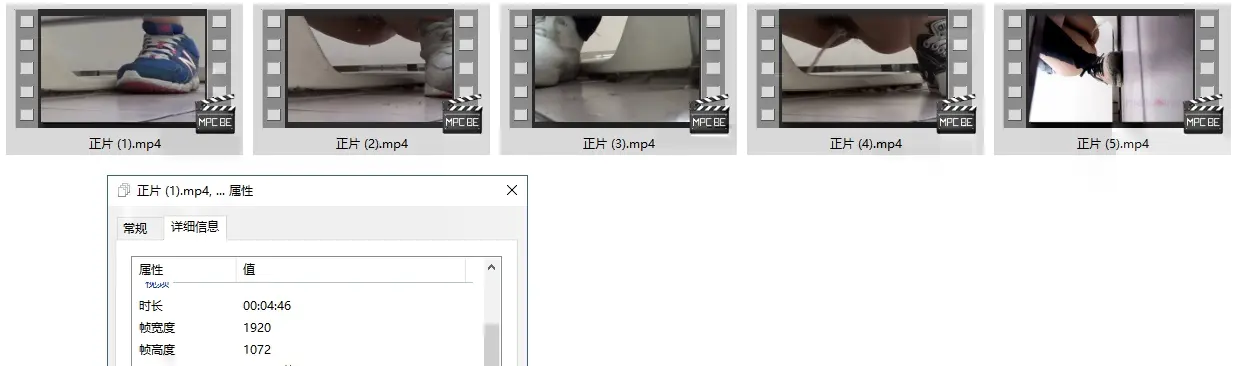 MPC BE
MPC BE
MPC BE
MPC BE
MPC BE
正片 (1).mp4
正片 (2).mp4
正片 (3).mp4
正片 (4).mp4
正片 (5).mp4
正片 (1).mp4, ... 属性
常规
详细信息
属性
值
视频
时长
00:04:46
帧宽度
1920
帧高度
1072